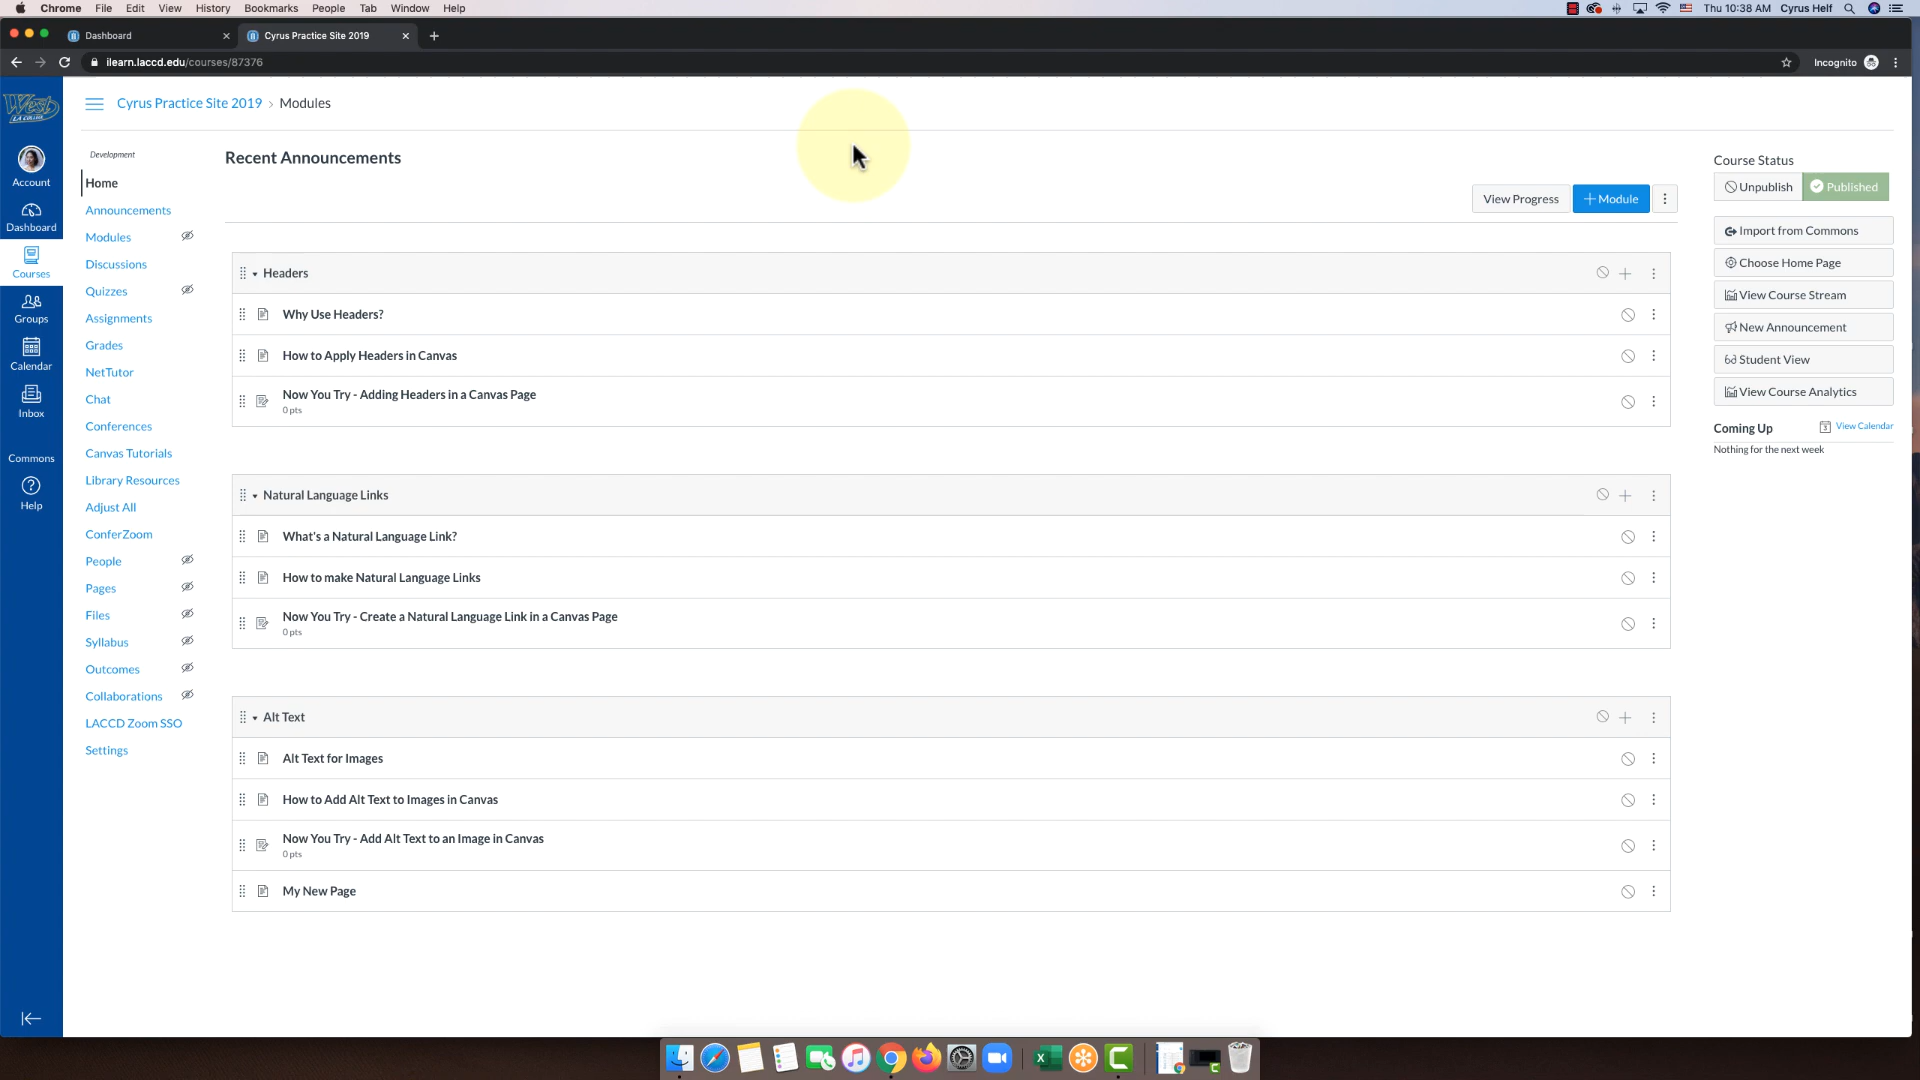 Chrome File Edit View History Bookmarks People Tab Window Help
Thu 10:38 AM Cyrus Helf
Dashboard
Cyrus Practice Site 2019
ilearn.laccd.edu/courses/87376
Incognito
West
LA COLLEGE
Account
Dashboard
Courses
Groups
Calendar
Inbox
Commons
Help
Cyrus Practice Site 2019 › Modules
Development
Home
Announcements
Modules
Discussions
Quizzes
Assignments
Grades
NetTutor
Chat
Conferences
Canvas Tutorials
Library Resources
Adjust All
ConferZoom
People
Pages
Files
Syllabus
Outcomes
Collaborations
LACCD Zoom SSO
Settings
Recent Announcements
View Progress
+ Module
Headers
Why Use Headers?
How to Apply Headers in Canvas
Now You Try - Adding Headers in a Canvas Page
0 pts
Natural Language Links
What's a Natural Language Link?
How to make Natural Language Links
Now You Try - Create a Natural Language Link in a Canvas Page
0 pts
Alt Text
Alt Text for Images
How to Add Alt Text to Images in Canvas
Now You Try - Add Alt Text to an Image in Canvas
0 pts
My New Page
Course Status
Unpublish
Published
Import from Commons
Choose Home Page
View Course Stream
New Announcement
Student View
View Course Analytics
Coming Up
View Calendar
Nothing for the next week